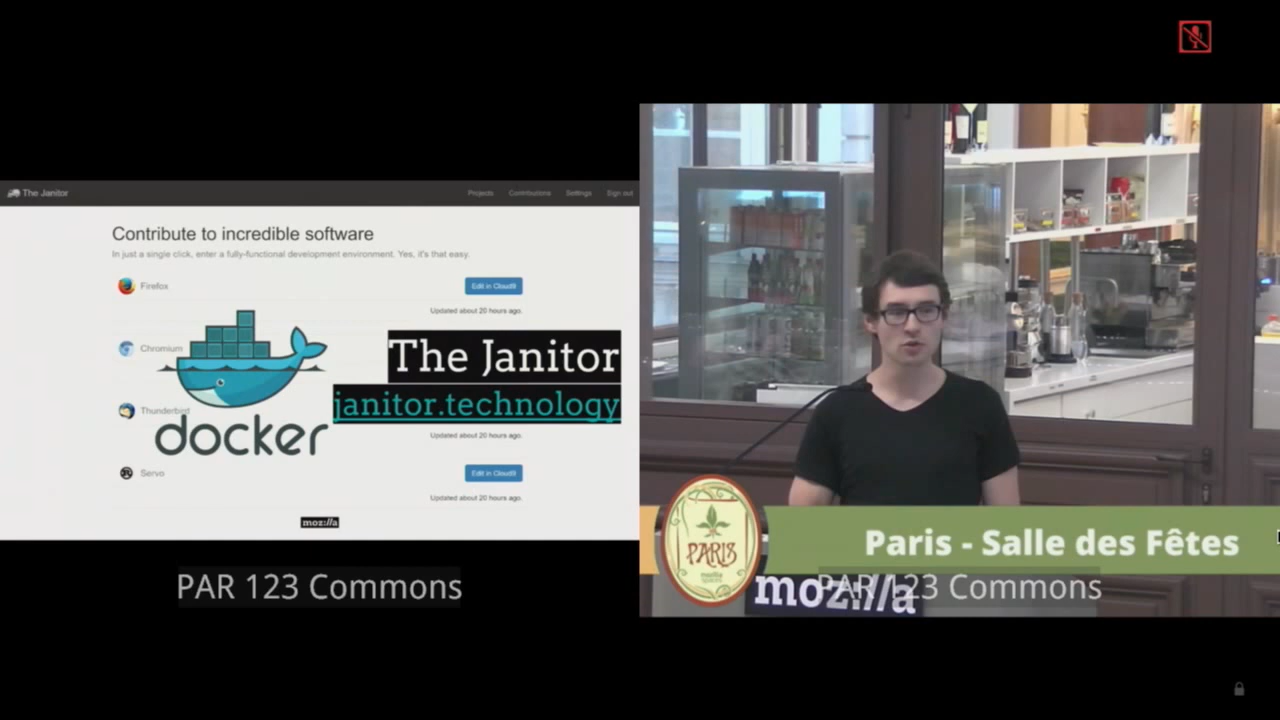 The Janitor
Projects Contributions Settings Sign out
Contribute to incredible software
In just a single click, enter a fully-functional development environment. Yes, it's that easy.
Firefox
Edit in Cloud9
Updated about 20 hours ago.
Chromium
The Janitor
janitor.technology
Thunderbird
docker
Updated about 20 hours ago.
Servo
Edit in Cloud9
Updated about 20 hours ago.
moz://a
PAR 123 Commons
PARIS
mozilla
Paris - Salle des Fêtes
moz://a
PAR 123 Commons